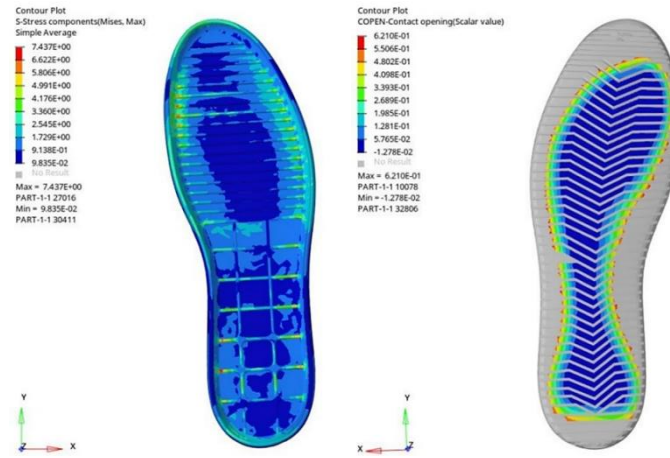 Contour Plot
S-Stress components(Mises, Max)
Simple Average
7.437E+00
6.622E+00
5.806E+00
4.991E+00
4.176E+00
3.360E+00
2.545E+00
1.729E+00
9.138E-01
9.835E-02
No Result
Max = 7.437E+00
PART-1-1 27016
Min = 9.835E-02
PART-1-1 30411
Y
Z
X
Contour Plot
COPEN-Contact opening(Scalar value)
6.210E-01
5.506E-01
4.802E-01
4.098E-01
3.393E-01
2.689E-01
1.985E-01
1.281E-01
5.765E-02
-1.278E-02
No Result
Max = 6.210E-01
PART-1-1 10078
Min = -1.278E-02
PART-1-1 32806
Y
X
Z